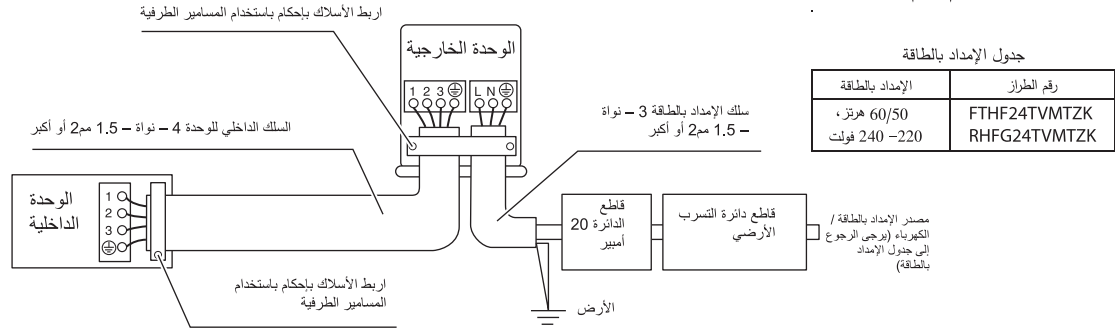 اربط الأسلاك بإحكام باستخدام المسامير الطرفية
الوحدة الخارجية
1 2 3
L N
جدول الإمداد بالطاقة
رقم الطراز
الإمداد بالطاقة
FTHF24TVMTZK
RHFG24TVMTZK
60/50 هرتز،
220– 240 فولت
السلك الداخلي للوحدة 4 – نواة – 1.5 مم2 أو أكبر
سلك الإمداد بالطاقة 3 – نواة
– 1.5 مم2 أو أكبر
الوحدة
الداخلية
1
2
3
قاطع
الدائرة 20
أمبير
قاطع دائرة التسرب
الأرضي
مصدر الإمداد بالطاقة /
الكهرباء (يرجى الرجوع
إلى جدول الإمداد
بالطاقة)
اربط الأسلاك بإحكام باستخدام
المسامير الطرفية
الأرض